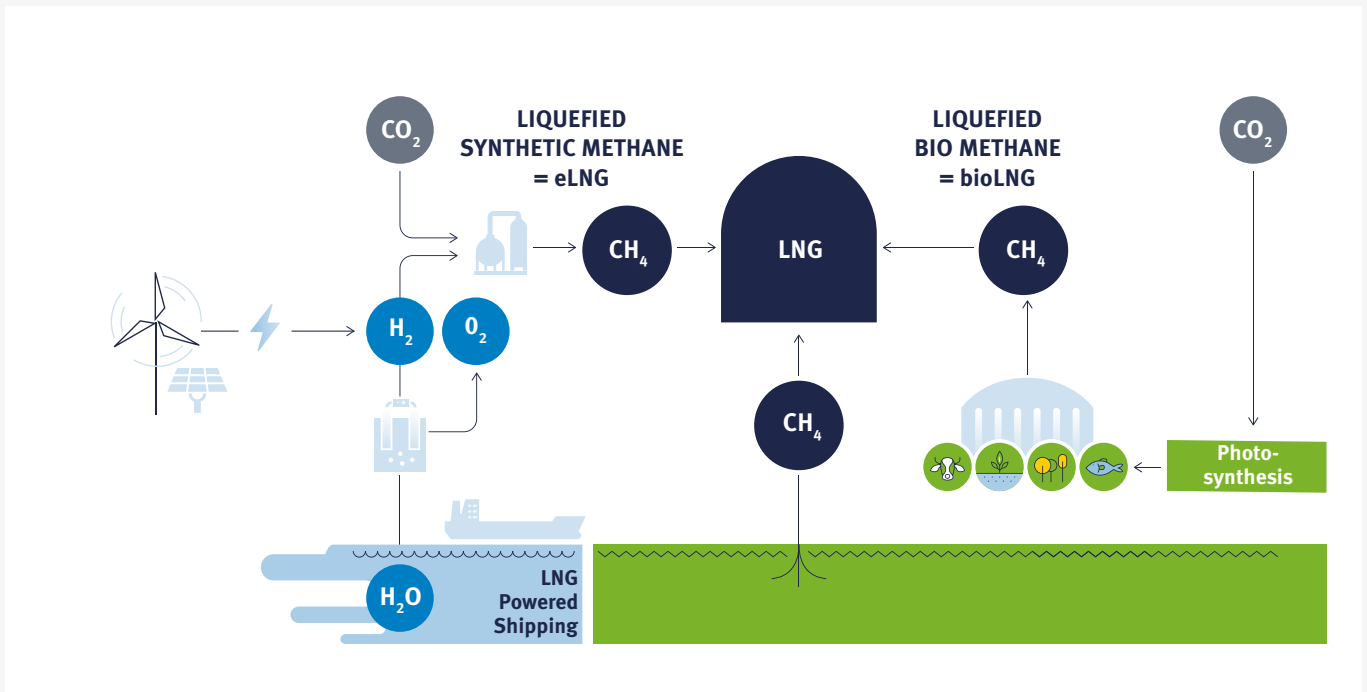 CO₂
LIQUEFIED
SYNTHETIC METHANE
= eLNG
LIQUEFIED
BIO METHANE
= bioLNG
CO₂
CH₄
LNG
CH₄
H₂
O₂
CH₄
Photo-
synthesis
H₂O
LNG
Powered
Shipping